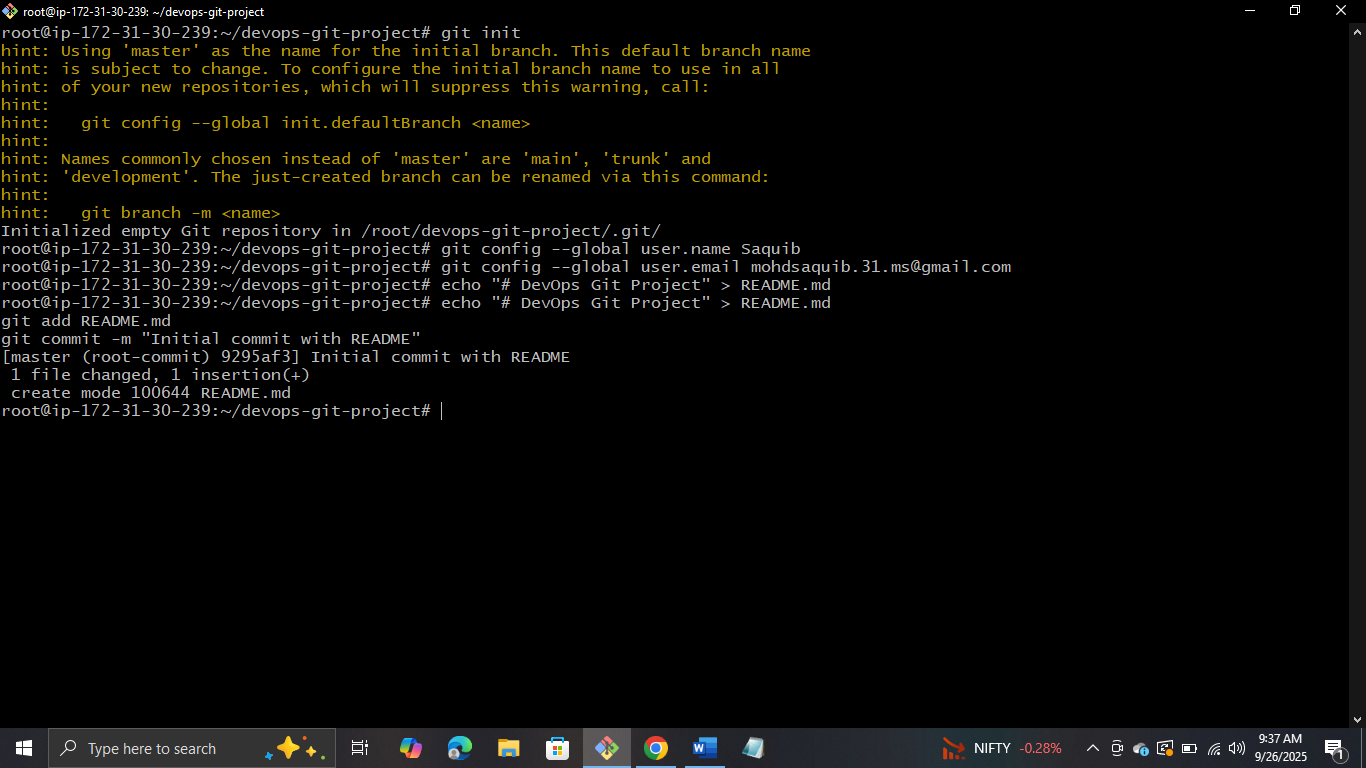 root@ip-172-31-30-239: ~/devops-git-project
root@ip-172-31-30-239:~/devops-git-project# git init
hint: Using 'master' as the name for the initial branch. This default branch name
hint: is subject to change. To configure the initial branch name to use in all
hint: of your new repositories, which will suppress this warning, call:
hint:
hint:   git config --global init.defaultBranch <name>
hint:
hint: Names commonly chosen instead of 'master' are 'main', 'trunk' and
hint: 'development'. The just-created branch can be renamed via this command:
hint:
hint:   git branch -m <name>
Initialized empty Git repository in /root/devops-git-project/.git/
root@ip-172-31-30-239:~/devops-git-project# git config --global user.name Saquib
root@ip-172-31-30-239:~/devops-git-project# git config --global user.email mohdsaquib.31.ms@gmail.com
root@ip-172-31-30-239:~/devops-git-project# echo "# DevOps Git Project" > README.md
root@ip-172-31-30-239:~/devops-git-project# echo "# DevOps Git Project" > README.md
git add README.md
git commit -m "Initial commit with README"
[master (root-commit) 9295af3] Initial commit with README
 1 file changed, 1 insertion(+)
 create mode 100644 README.md
root@ip-172-31-30-239:~/devops-git-project#
Type here to search
NIFTY -0.28%
9:37 AM
9/26/2025
1